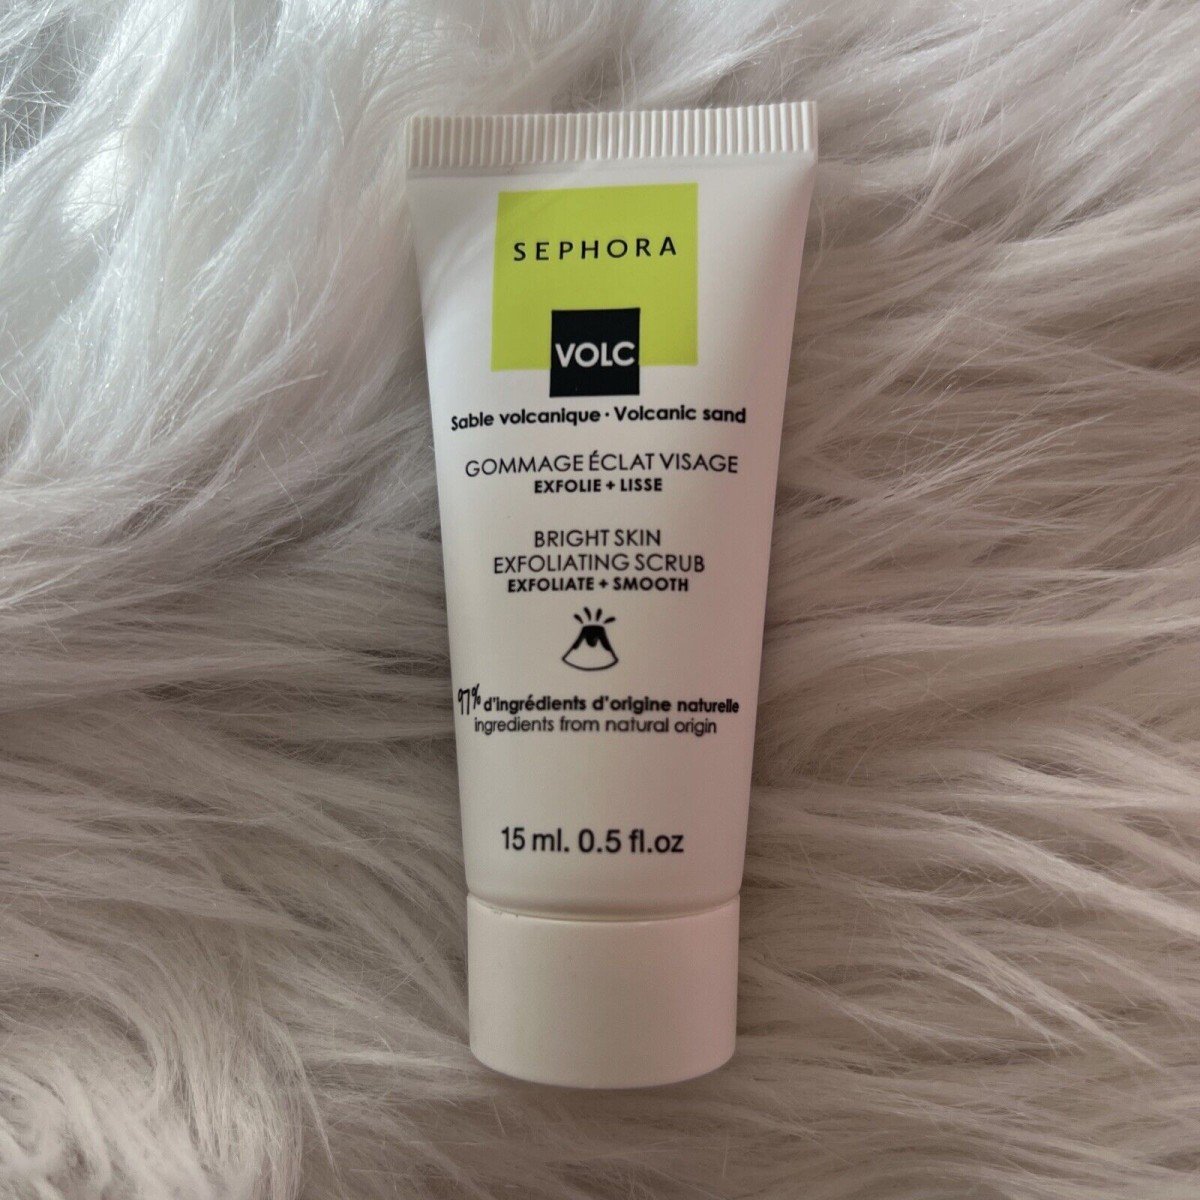 SEPHORA
VOLC
Sable volcanique · Volcanic sand
GOMMAGE ÉCLAT VISAGE
EXFOLIE + LISSE
BRIGHT SKIN
EXFOLIATING SCRUB
EXFOLIATE + SMOOTH
97% d'ingrédients d'origine naturelle
ingredients from natural origin
15 ml. 0.5 fl.oz